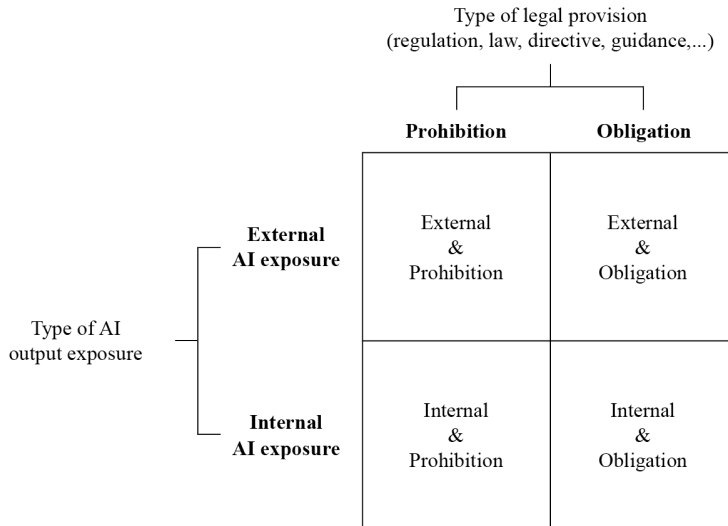 Type of legal provision
(regulation, law, directive, guidance,...)
Prohibition
Obligation
External
AI exposure
External
&
Prohibition
External
&
Obligation
Type of AI
output exposure
Internal
AI exposure
Internal
&
Prohibition
Internal
&
Obligation